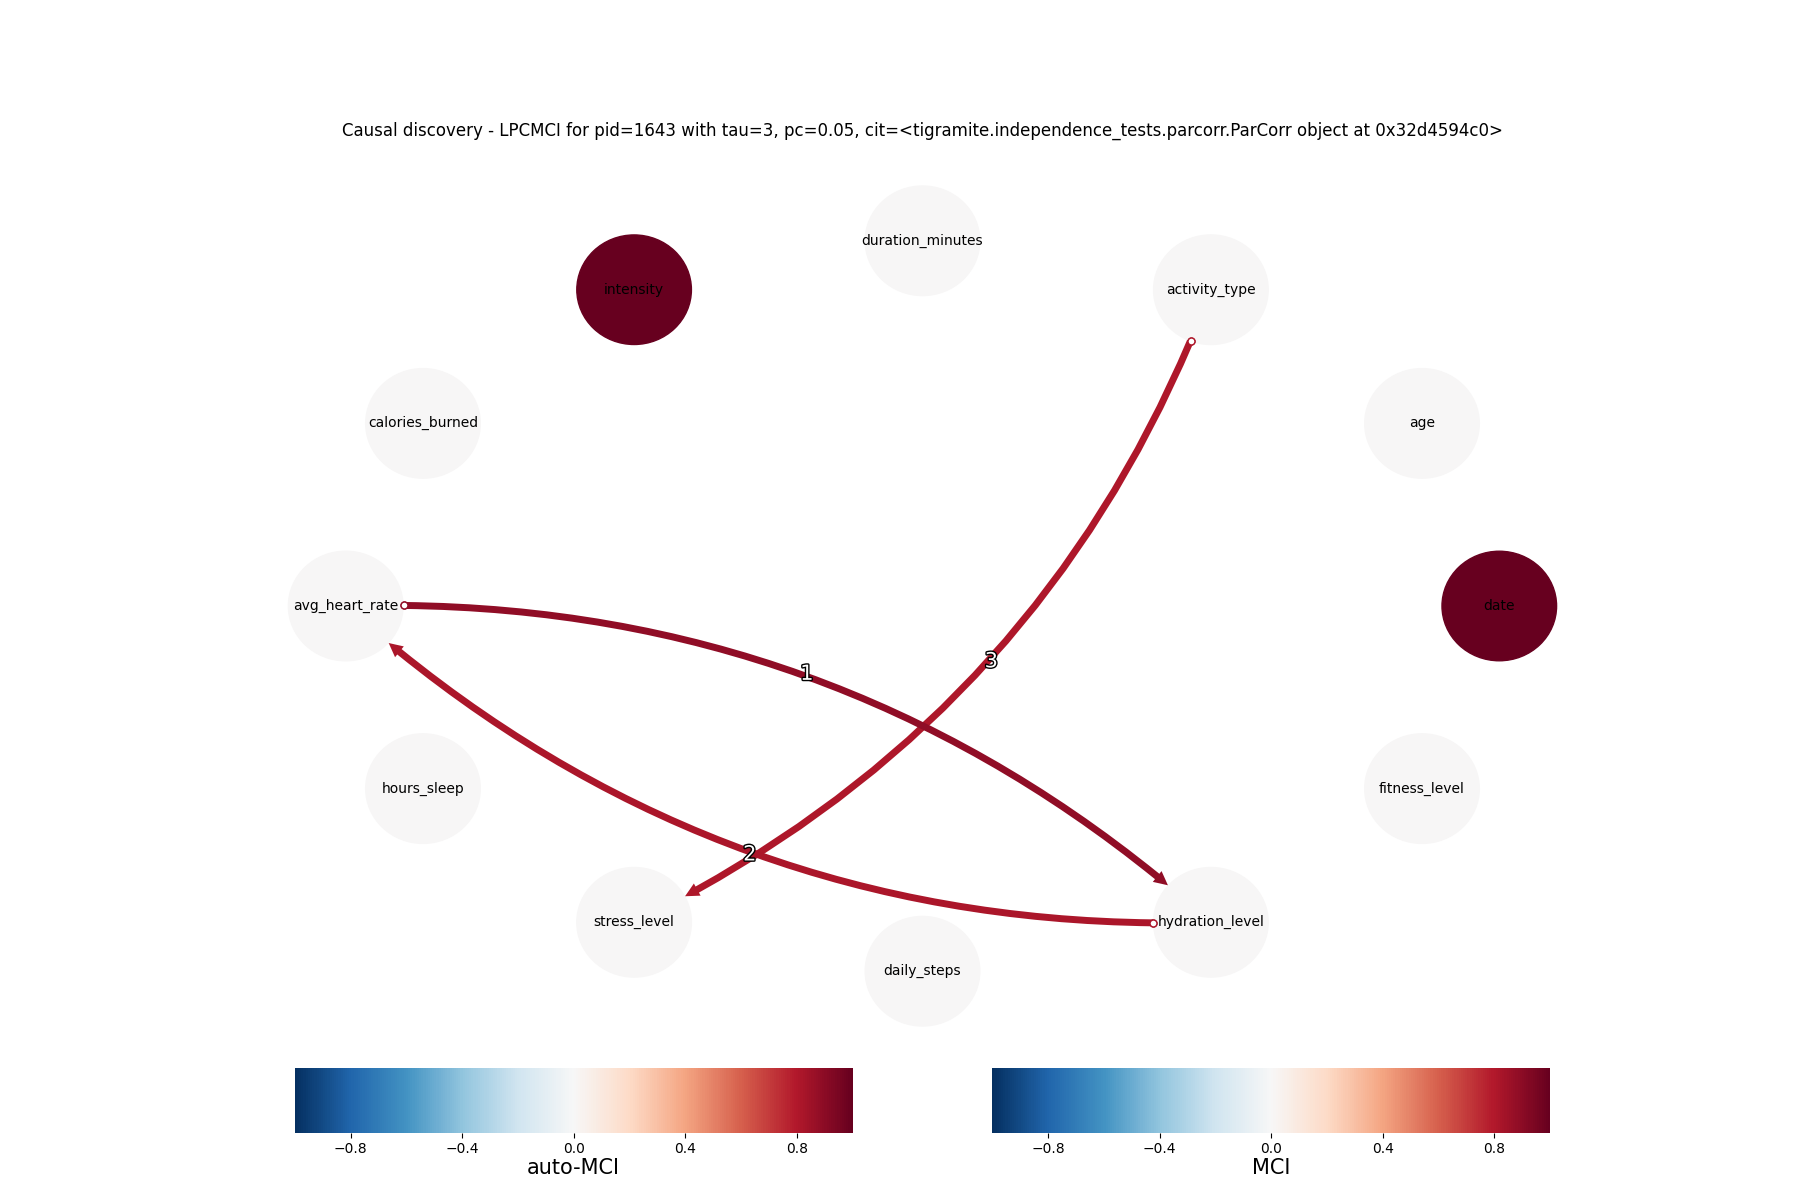 Causal discovery - LPCMCI for pid=1643 with tau=3, pc=0.05, cit=<tigramite.independence_tests.parcorr.ParCorr object at 0x32d4594c0>
duration_minutes
intensity
activity_type
calories_burned
age
avg_heart_rate
date
1
3
hours_sleep
fitness_level
2
stress_level
hydration_level
daily_steps
−0.8 −0.4 0.0 0.4 0.8
auto-MCI
−0.8 −0.4 0.0 0.4 0.8
MCI